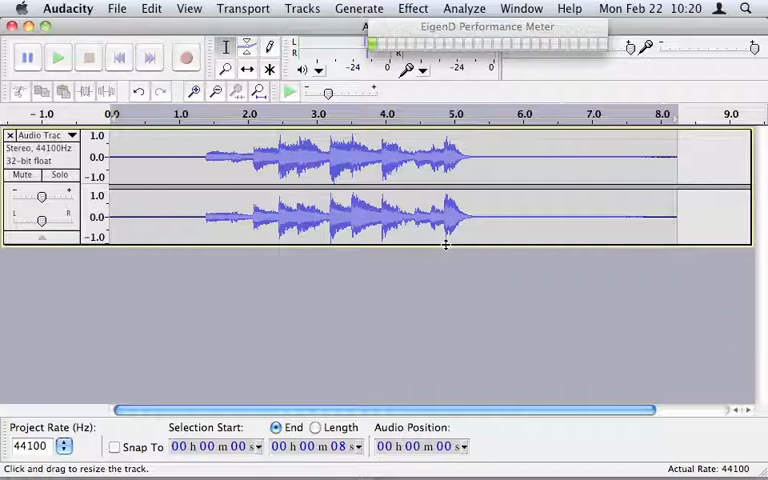 Audacity File Edit View Transport Tracks Generate Effect Analyze Window Help Mon Feb 22 10:20
A
EigenD Performance Meter
L
R
-24 0
-24 0
- 1.0 0.0 1.0 2.0 3.0 4.0 5.0 6.0 7.0 8.0 9.0
Audio Trac
Stereo, 44100Hz
32-bit float
Mute Solo
- +
L R
1.0
0.0
-1.0
1.0
0.0
-1.0
Project Rate (Hz): Selection Start: End Length Audio Position:
44100 Snap To 00 h 00 m 00 s 00 h 00 m 08 s 00 h 00 m 00 s
Click and drag to resize the track. Actual Rate: 44100